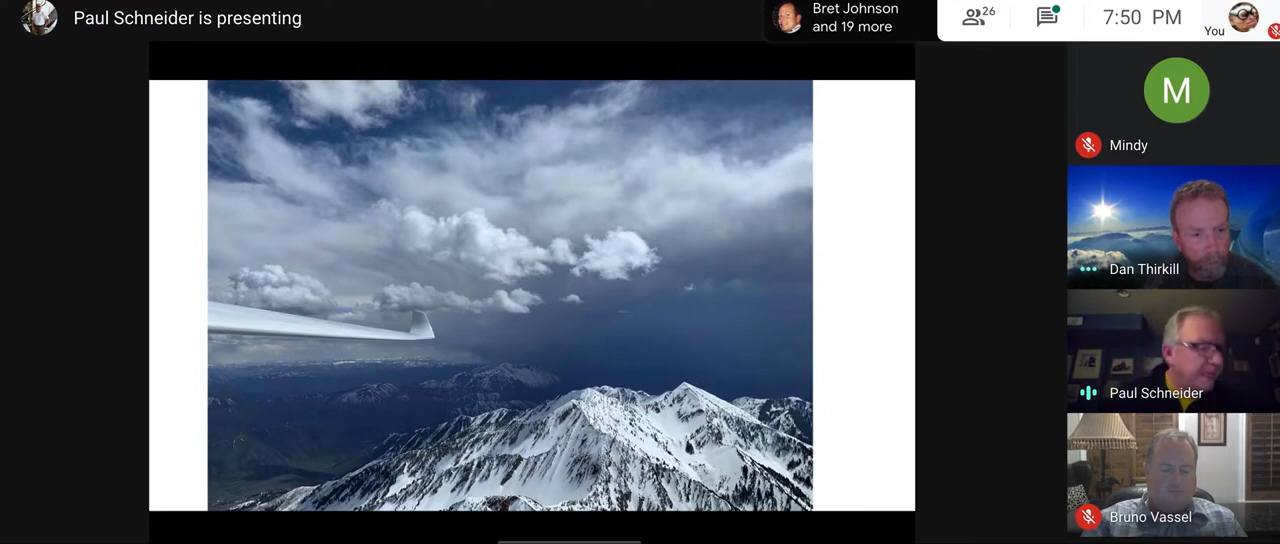 Paul Schneider is presenting
Bret Johnson
and 19 more
26
7:50 PM
You
M
Mindy
Dan Thirkill
Paul Schneider
Bruno Vassel